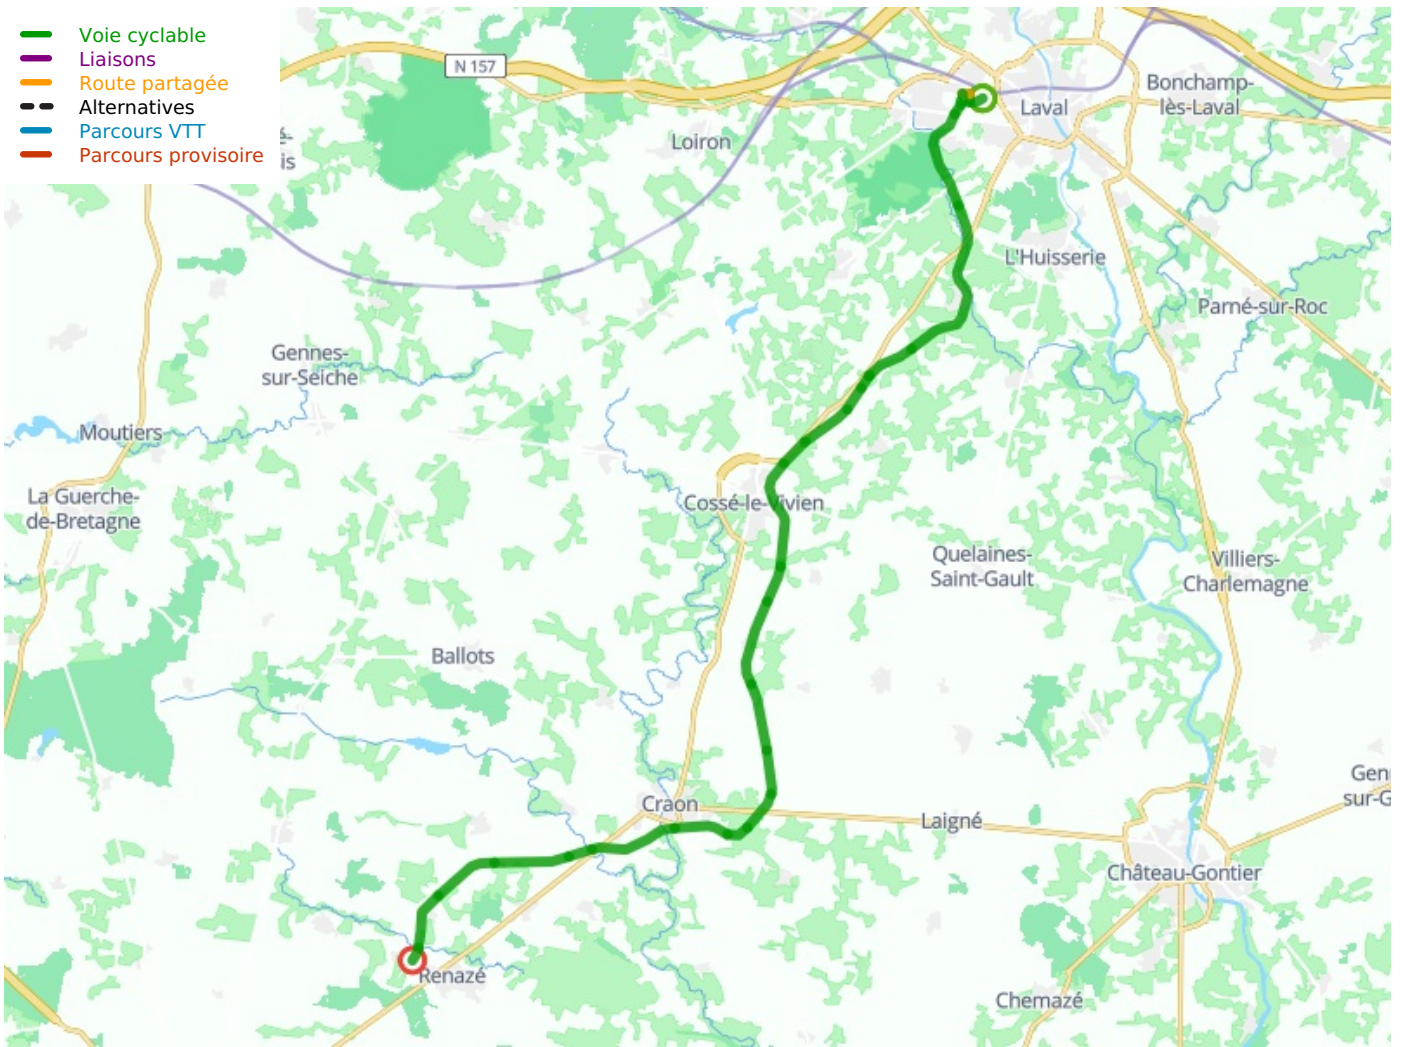 Voie cyclable
Liaisons
Route partagée
Alternatives
Parcours VTT
Parcours provisoire
N 157
Laval
Bonchamp-
lès-Laval
Loiron
L'Huisserie
Parné-sur-Roc
Gennes-
sur-Seiche
Moutiers
La Guerche-
de-Bretagne
Cossé-le-Vivien
Quelaines-
Saint-Gault
Villiers-
Charlemagne
Ballots
Craon
Laigné
Gen
sur-G
Château-Gontier
Renazé
Chemazé